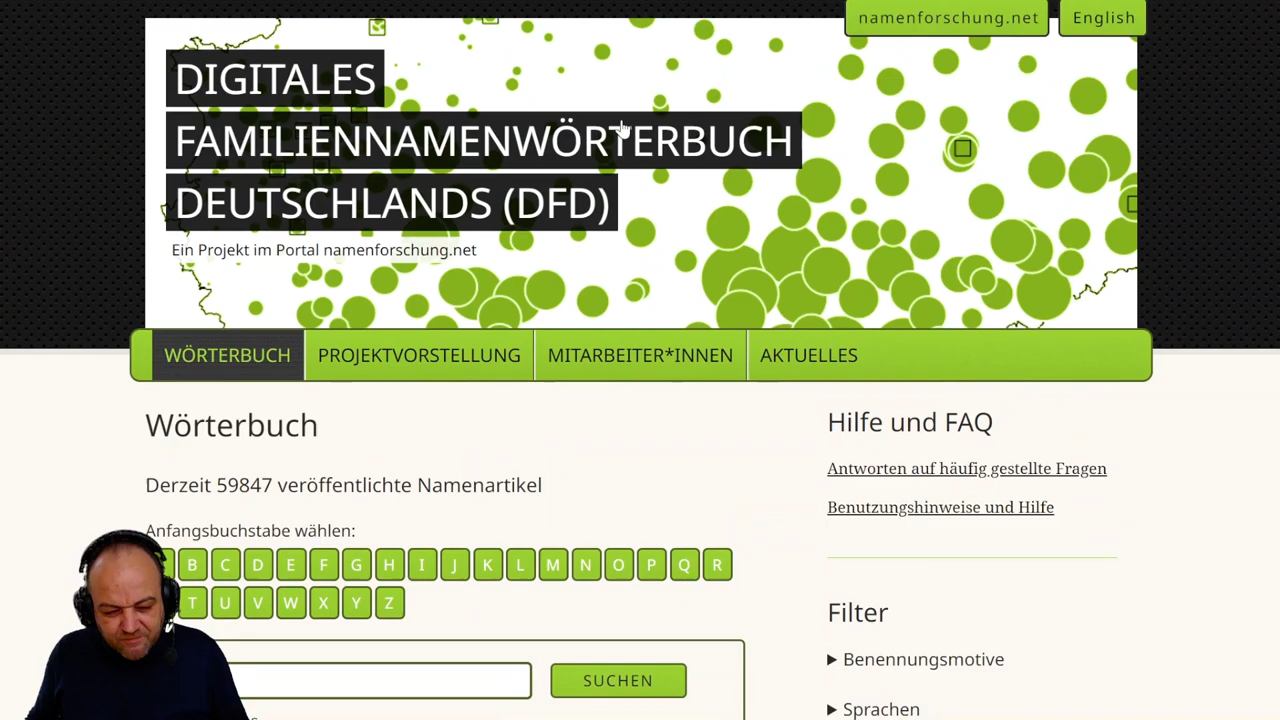 namenforschung.net
English
DIGITALES
FAMILIENNAMENWÖRTERBUCH
DEUTSCHLANDS (DFD)
Ein Projekt im Portal namenforschung.net
WÖRTERBUCH
PROJEKTVORSTELLUNG
MITARBEITER*INNEN
AKTUELLES
Wörterbuch
Derzeit 59847 veröffentlichte Namenartikel
Anfangsbuchstabe wählen:
B C D E F G H I J K L M N O P Q R
T U V W X Y Z
SUCHEN
Hilfe und FAQ
Antworten auf häufig gestellte Fragen
Benutzungshinweise und Hilfe
Filter
Benennungsmotive
Sprachen